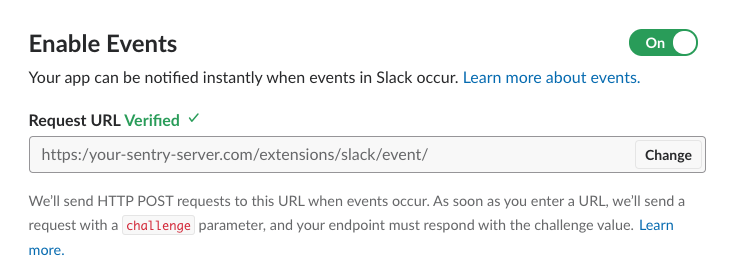 Enable Events
On
Your app can be notified instantly when events in Slack occur. Learn more about events.
Request URL Verified ✓
https:/your-sentry-server.com/extensions/slack/event/
Change
We'll send HTTP POST requests to this URL when events occur. As soon as you enter a URL, we'll send a
request with a challenge parameter, and your endpoint must respond with the challenge value. Learn
more.